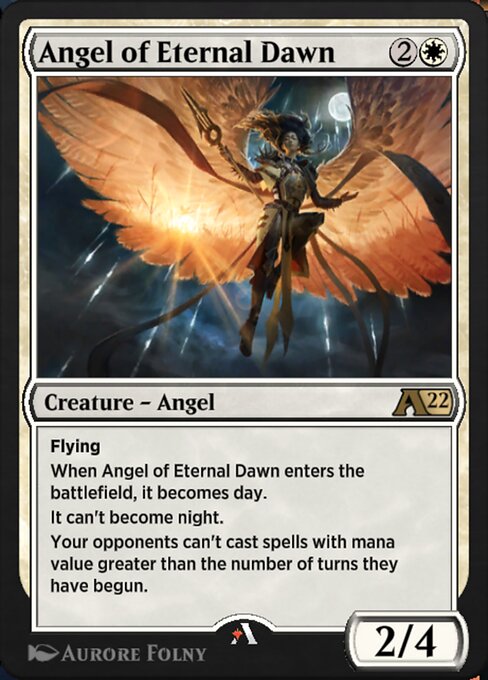 Angel of Eternal Dawn 2
Creature – Angel A22
Flying
When Angel of Eternal Dawn enters the
battlefield, it becomes day.
It can't become night.
Your opponents can't cast spells with mana
value greater than the number of turns they
have begun.
2/4
Aurore Folny